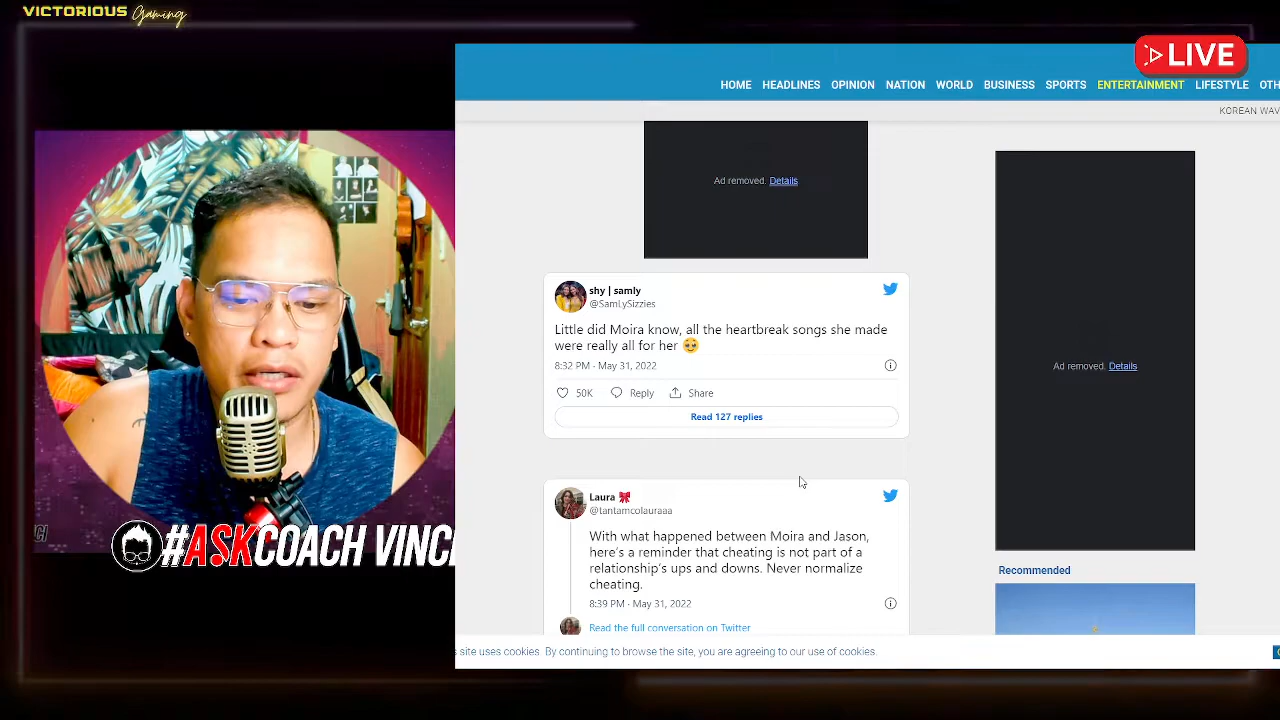 VICTORIOUS Gaming
LIVE
HOME HEADLINES OPINION NATION WORLD BUSINESS SPORTS ENTERTAINMENT LIFESTYLE OTH
KOREAN WAV
Ad removed. Details
shy | samly
@SamLySizzies
Little did Moira know, all the heartbreak songs she made
were really all for her 🥹
8:32 PM · May 31, 2022
50K Reply Share
Read 127 replies
Laura 🎀
@tantamcolauraaa
With what happened between Moira and Jason,
here's a reminder that cheating is not part of a
relationship's ups and downs. Never normalize
cheating.
8:39 PM · May 31, 2022
Read the full conversation on Twitter
Ad removed. Details
Recommended
s site uses cookies. By continuing to browse the site, you are agreeing to our use of cookies.
#ASKCOACH VINCI